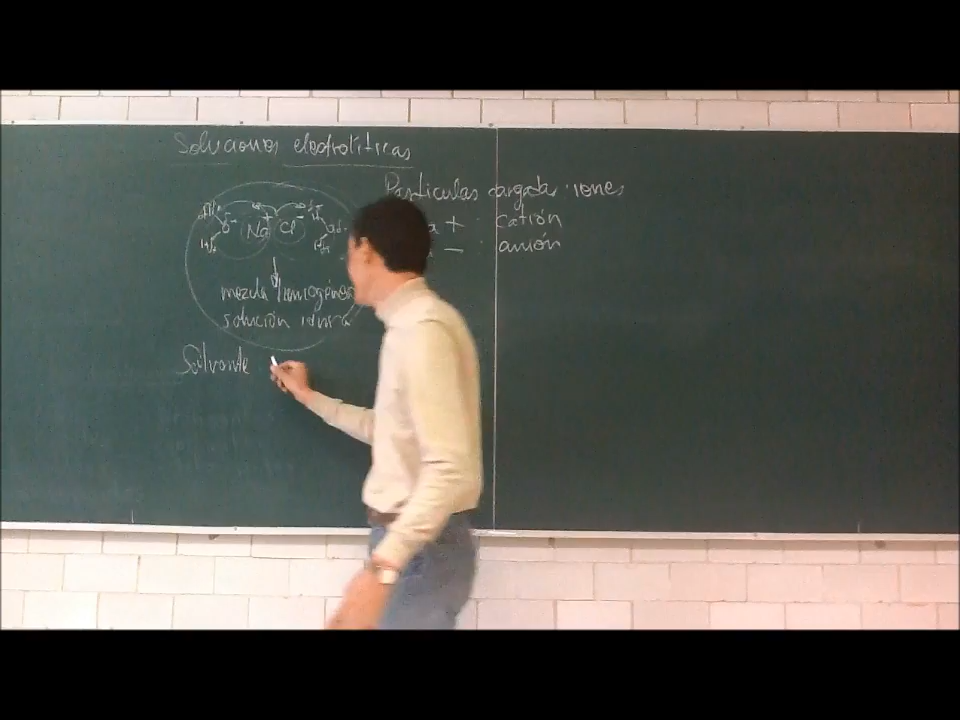 Soluciones electrolíticas
Partículas cargadas: iones
a + : catión
− : anión
Na+ Cl−
mezcla homogénea
solución iónica
Solvente